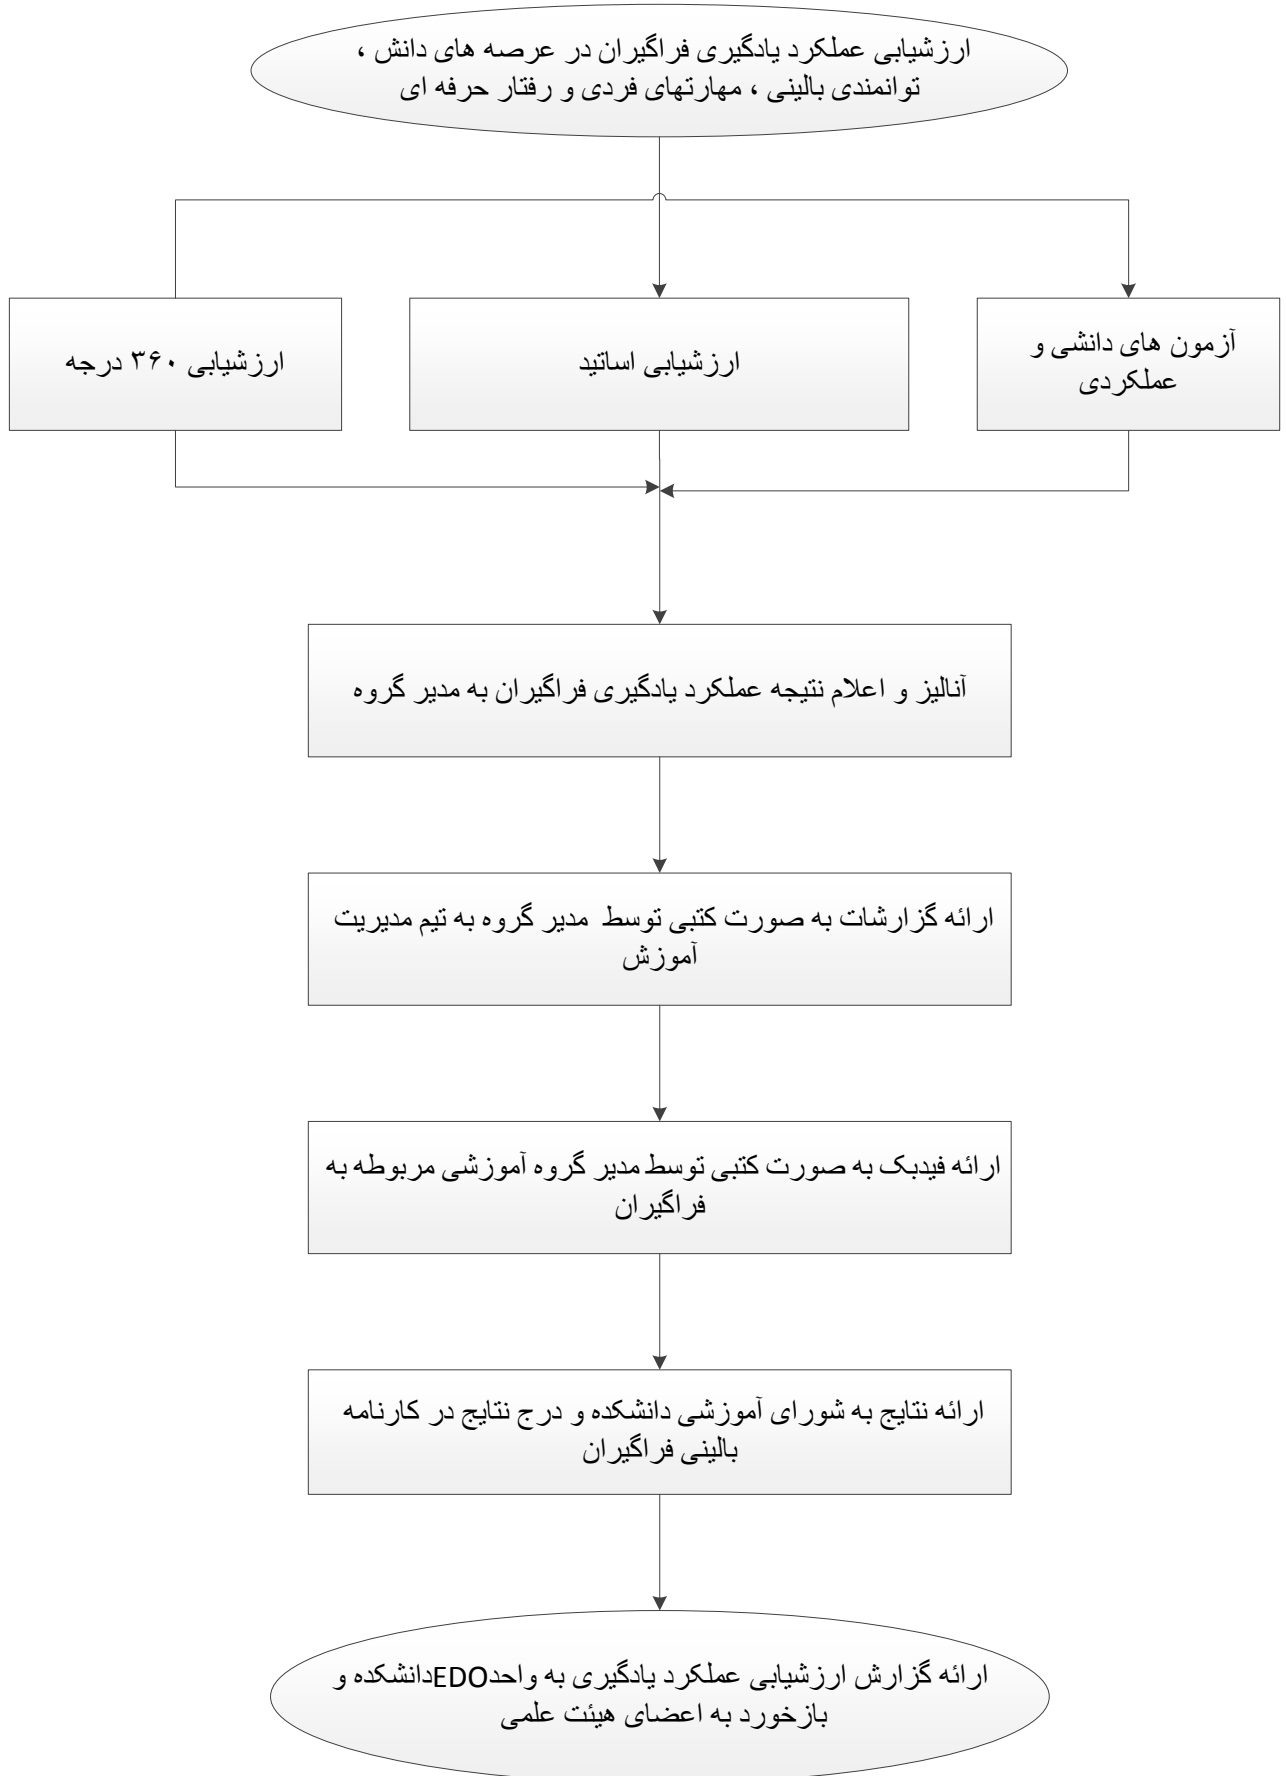 ارزشیابی عملکرد یادگیری فراگیران در عرصه های دانش ،
توانمندی بالینی ، مهارتهای فردی و رفتار حرفه ای
آزمون های دانشی و
عملکردی
ارزشیابی اساتید
ارزشیابی ۳۶۰ درجه
آنالیز و اعلام نتیجه عملکرد یادگیری فراگیران به مدیر گروه
ارائه گزارشات به صورت کتبی توسط مدیر گروه به تیم مدیریت
آموزش
ارائه فیدبک به صورت کتبی توسط مدیر گروه آموزشی مربوطه به
فراگیران
ارائه نتایج به شورای آموزشی دانشکده و درج نتایج در کارنامه
بالینی فراگیران
ارائه گزارش ارزشیابی عملکرد یادگیری به واحدEDOدانشکده و
بازخورد به اعضای هیئت علمی